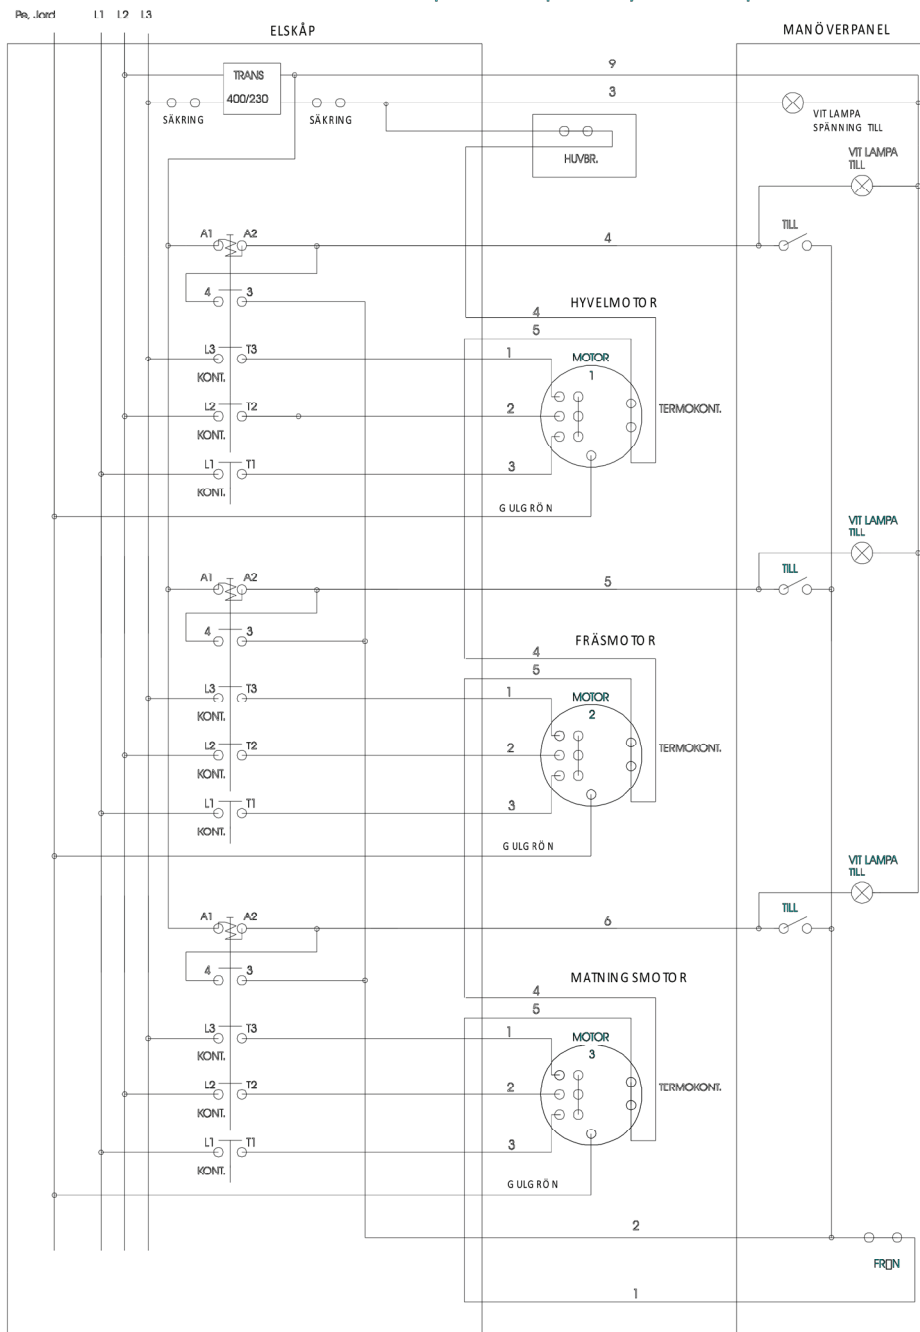 Pe, Jord L1 L2 L3
ELSKÅP
MANÖVERPANEL
TRANS
400/230
SÄKRING
SÄKRING
9
3
HUVBR.
VIT LAMPA
SPÄNNING TILL
VIT LAMPA
TILL
A1 A2
4
TILL
4 3
HYVELMOTOR
4
5
L3 T3
KONT.
1
MOTOR
1
L2 T2
KONT.
2
TERMOKONT.
L1 T1
KONT.
3
GULGRÖN
VIT LAMPA
TILL
A1 A2
5
TILL
4 3
FRÄSMOTOR
4
5
L3 T3
KONT.
1
MOTOR
2
L2 T2
KONT.
2
TERMOKONT.
L1 T1
KONT.
3
GULGRÖN
VIT LAMPA
TILL
A1 A2
6
TILL
4 3
MATNINGSMOTOR
4
5
L3 T3
KONT.
1
MOTOR
3
L2 T2
KONT.
2
TERMOKONT.
L1 T1
KONT.
3
GULGRÖN
2
FR▯N
1